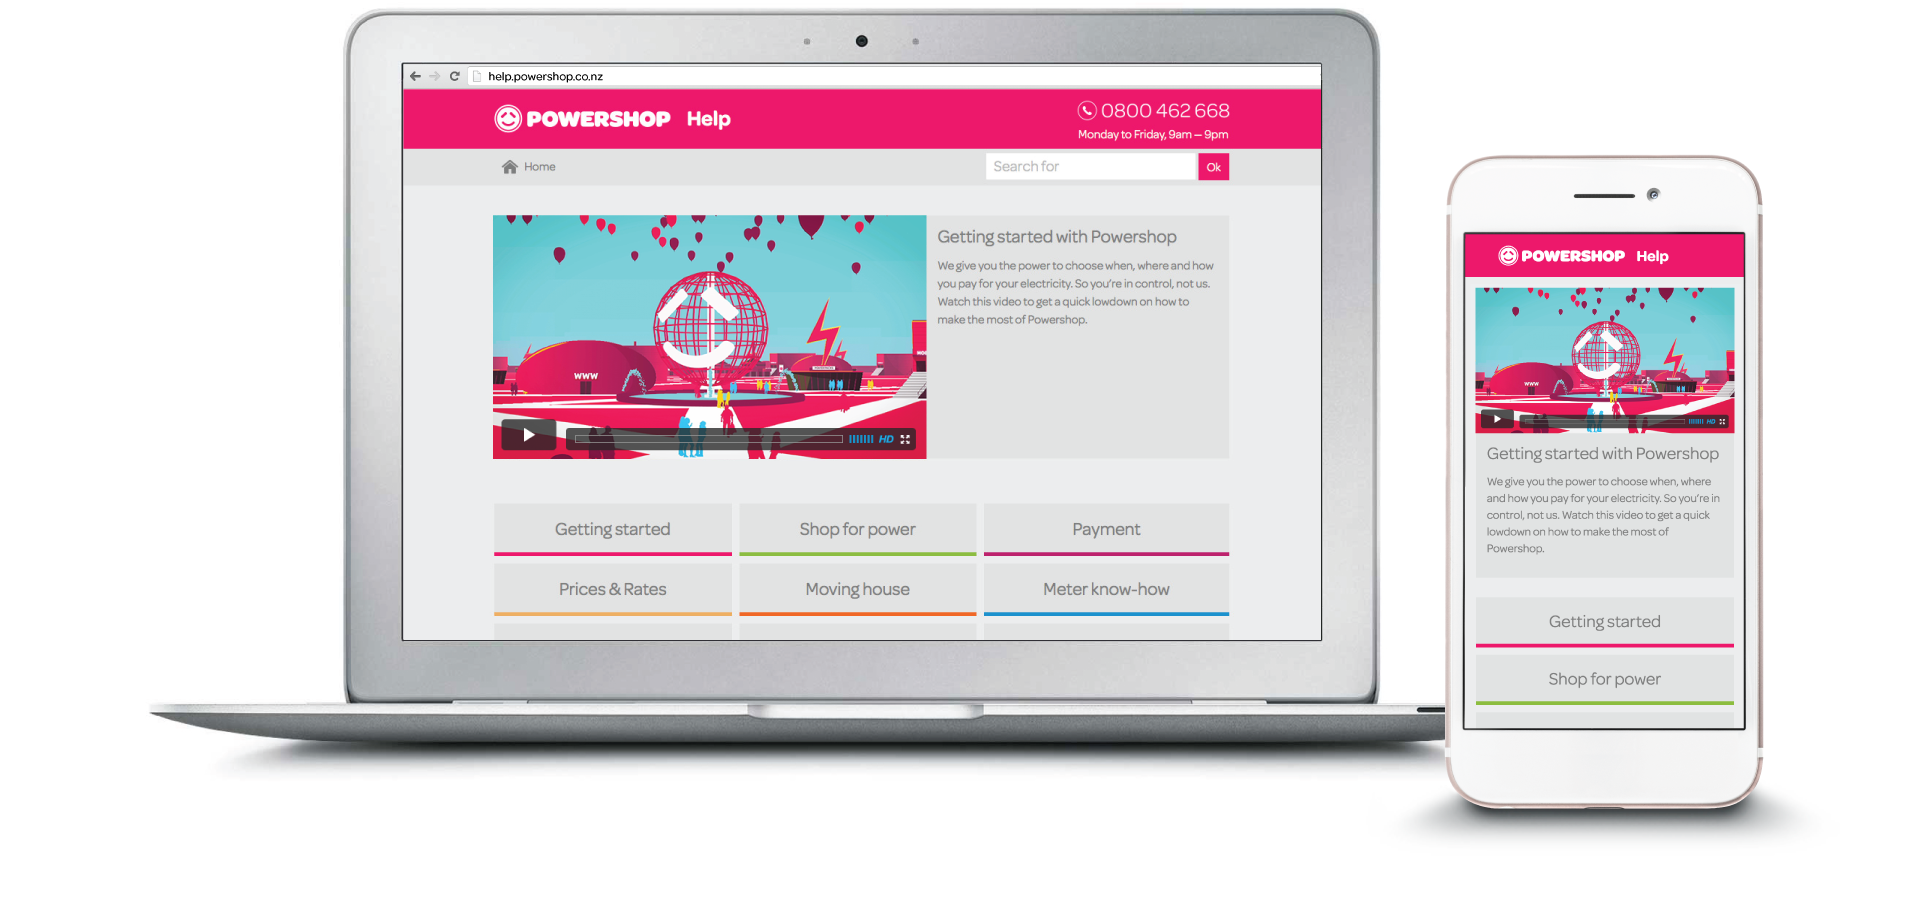 help.powershop.co.nz
POWERSHOP Help
0800 462 668
Monday to Friday, 9am – 9pm
Home
Search for
Ok
WWW
HD
Getting started with Powershop
We give you the power to choose when, where and how
you pay for your electricity. So you're in control, not us.
Watch this video to get a quick lowdown on how to
make the most of Powershop.
Getting started
Shop for power
Payment
Prices & Rates
Moving house
Meter know-how
POWERSHOP Help
WWW
HD
Getting started with Powershop
We give you the power to choose when, where
and how you pay for your electricity. So you're in
control, not us. Watch this video to get a quick
lowdown on how to make the most of
Powershop.
Getting started
Shop for power